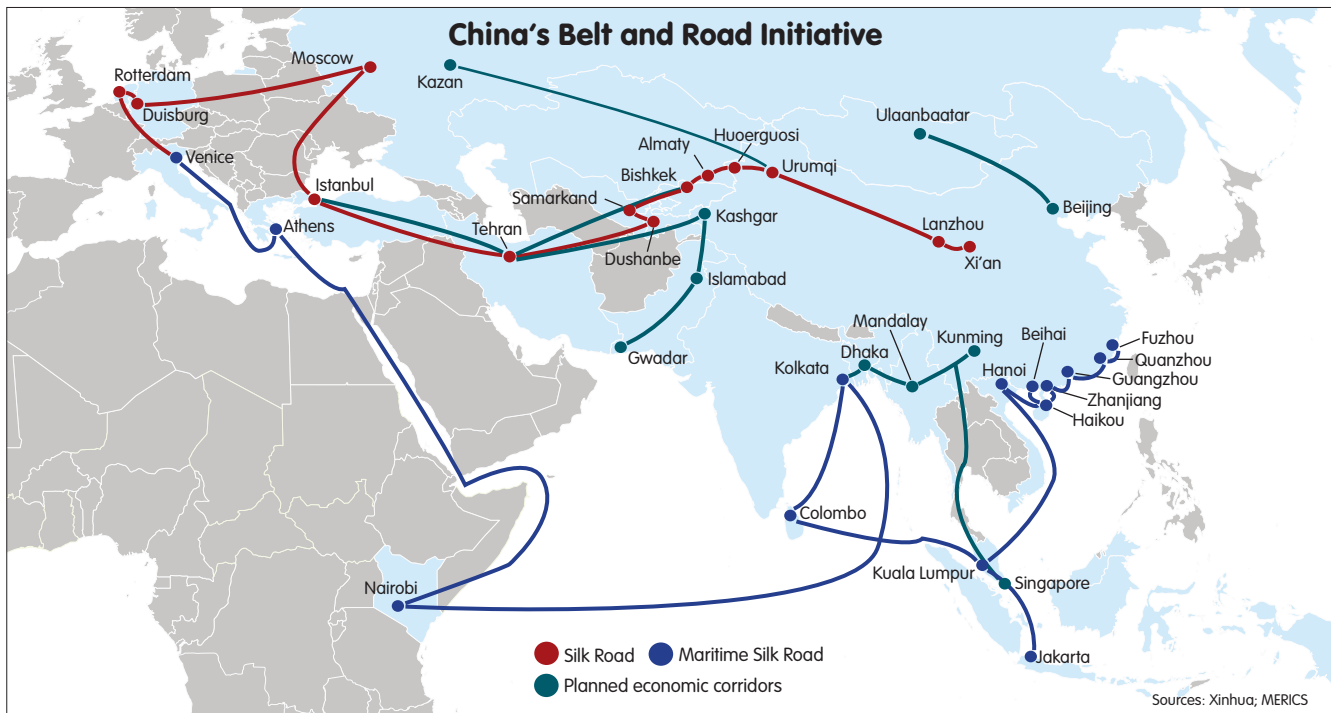 China's Belt and Road Initiative
Moscow
Rotterdam
Kazan
Duisburg
Ulaanbaatar
Huoerguosi
Almaty
Venice
Urumqi
Bishkek
Istanbul
Samarkand
Beijing
Kashgar
Athens
Tehran
Lanzhou
Dushanbe
Xi'an
Islamabad
Mandalay
Gwadar
Kunming
Beihai
Fuzhou
Dhaka
Quanzhou
Kolkata
Hanoi
Guangzhou
Zhanjiang
Haikou
Colombo
Kuala Lumpur
Singapore
Nairobi
Silk Road
Maritime Silk Road
Jakarta
Planned economic corridors
Sources: Xinhua; MERICS